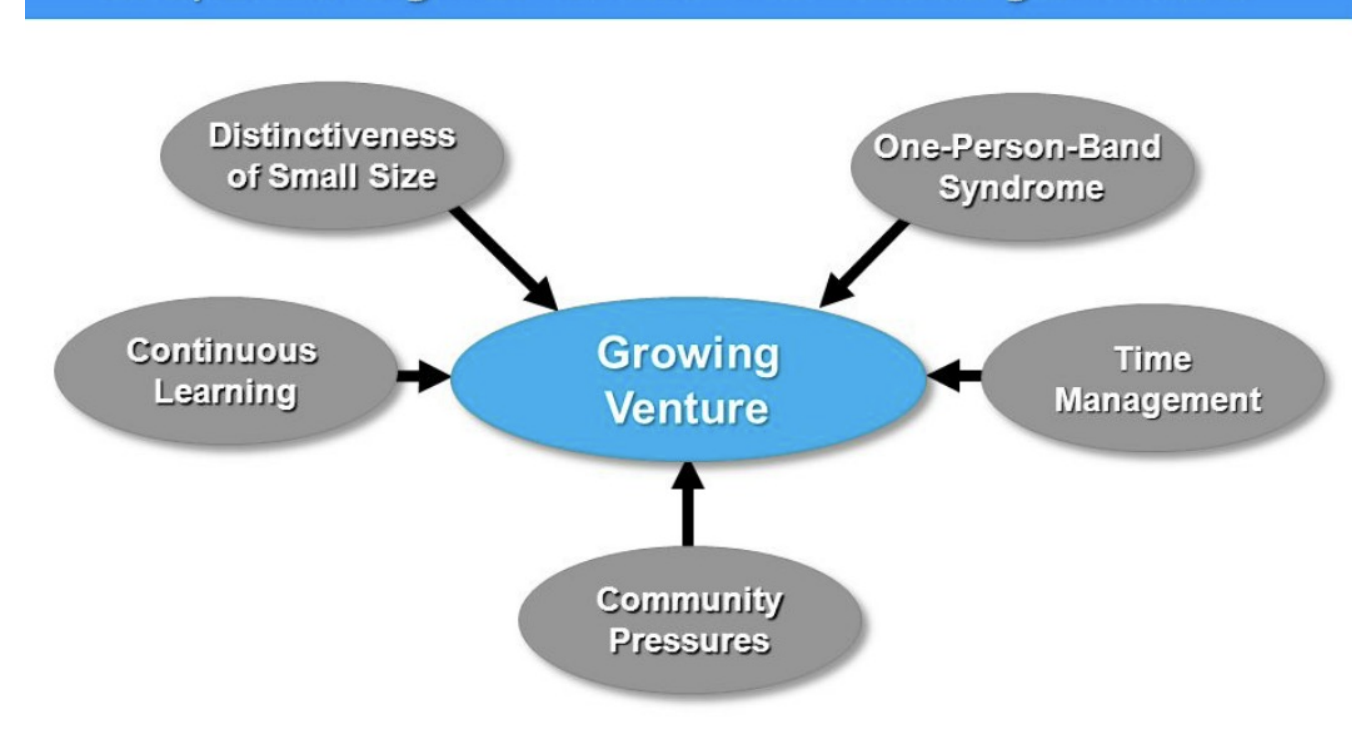 Distinctiveness
of Small Size
One-Person-Band
Syndrome
Continuous
Learning
Growing
Venture
Time
Management
Community
Pressures